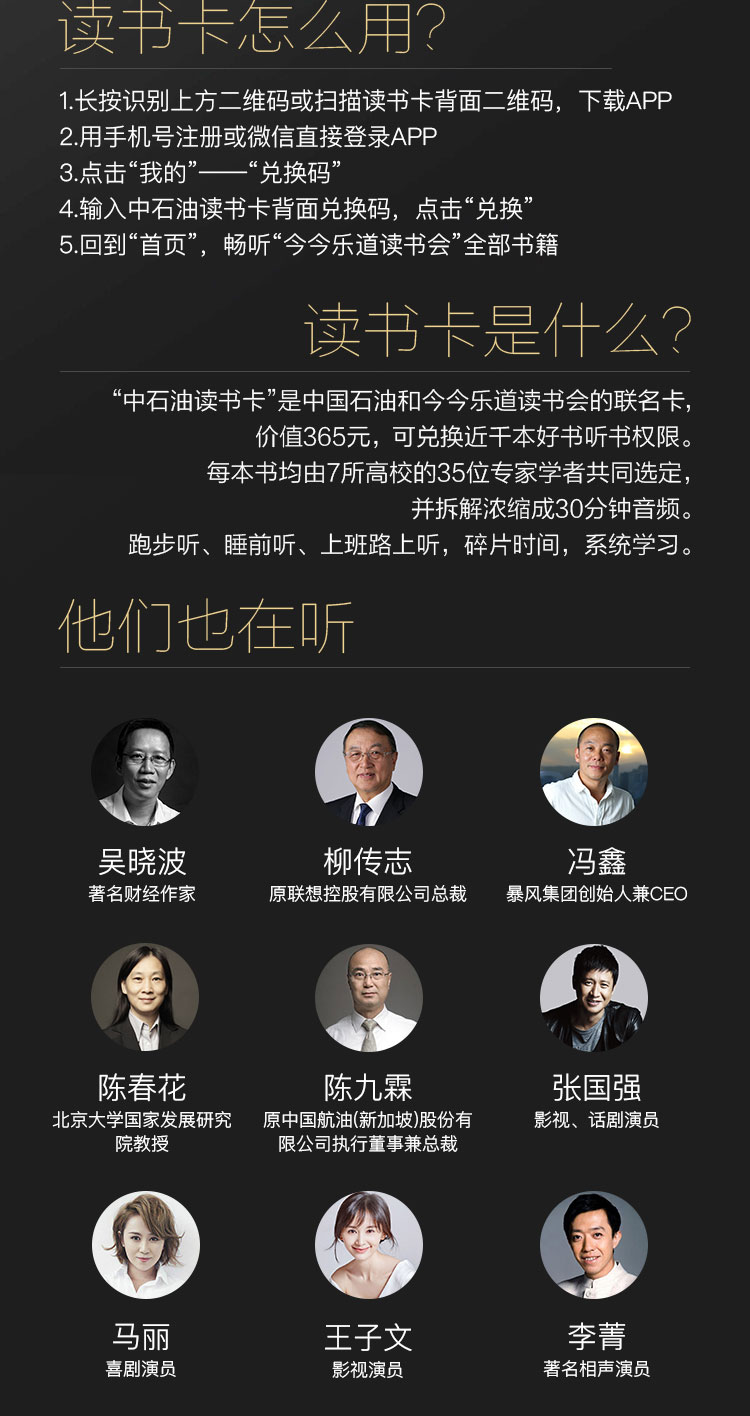 读书卡怎么用？
1.长按识别上方二维码或扫描读书卡背面二维码，下载APP
2.用手机号注册或微信直接登录APP
3.点击“我的”——“兑换码”
4.输入中石油读书卡背面兑换码，点击“兑换”
5.回到“首页”，畅听“今今乐道读书会”全部书籍
读书卡是什么？
“中石油读书卡”是中国石油和今今乐道读书会的联名卡，
价值365元，可兑换近千本好书听书权限。
每本书均由7所高校的35位专家学者共同选定，
并拆解浓缩成30分钟音频。
跑步听、睡前听、上班路上听，碎片时间，系统学习。
他们也在听
吴晓波
著名财经作家
柳传志
原联想控股有限公司总裁
冯鑫
暴风集团创始人兼CEO
陈春花
北京大学国家发展研究
院教授
陈九霖
原中国航油(新加坡)股份有
限公司执行董事兼总裁
张国强
影视、话剧演员
马丽
喜剧演员
王子文
影视演员
李菁
著名相声演员